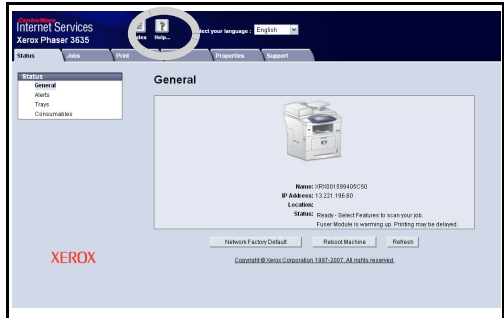 CentreWare
Internet Services
Xerox Phaser 3635
Help...
elect your language : English
Status Jobs Print Properties Support
Status
General
Alerts
Trays
Consumables
General
Name: XRX001599405C50
IP Address: 13.221.196.60
Location:
Status: Ready - Select Features to scan your job.
Fuser Module is warming up. Printing may be delayed.
Network Factory Default Reboot Machine Refresh
XEROX
Copyright © Xerox Corporation 1997-2007. All rights reserved.